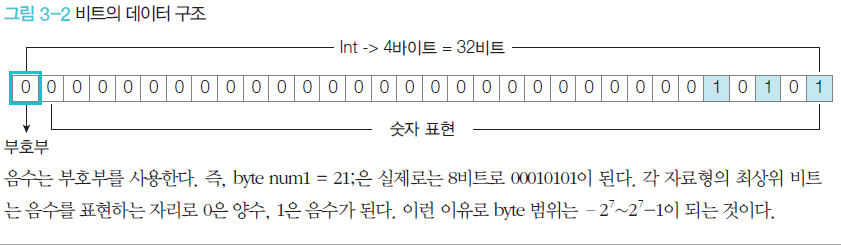 그림 3-2 비트의 데이터 구조
Int -> 4바이트 = 32비트
0 0 0 0 0 0 0 0 0 0 0 0 0 0 0 0 0 0 0 0 0 0 0 0 0 0 0 1 0 1 0 1
숫자 표현
부호부
음수는 부호부를 사용한다. 즉, byte num1 = 21;은 실제로는 8비트로 00010101이 된다. 각 자료형의 최상위 비트
는 음수를 표현하는 자리로 0은 양수, 1은 음수가 된다. 이런 이유로 byte 범위는 – 2⁷~2⁷–1이 되는 것이다.